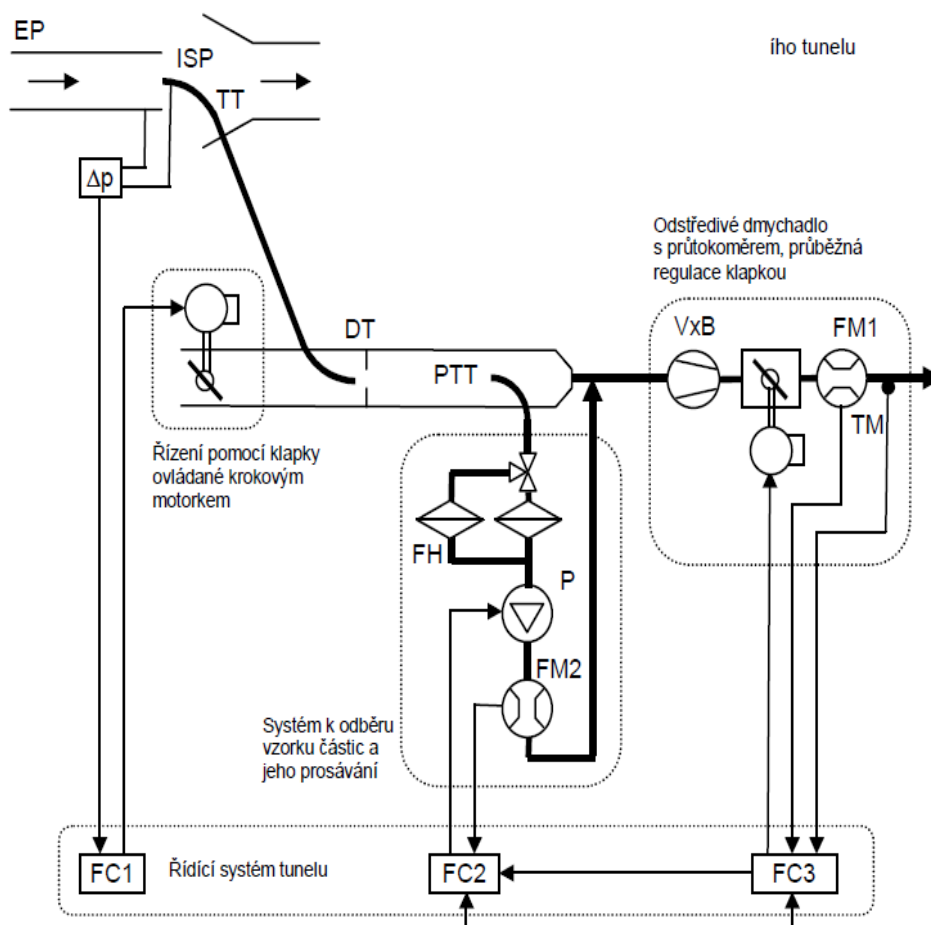 EP
ího tunelu
ISP
TT
Δp
Odstředivé dmychadlo
s průtokoměrem, průběžná
regulace klapkou
VxB
FM1
DT
PTT
TM
Řízení pomocí klapky
ovládané krokovým
motorkem
FH
P
FM2
Systém k odběru
vzorku částic a
jeho prosávání
FC1
Řídící systém tunelu
FC2
FC3